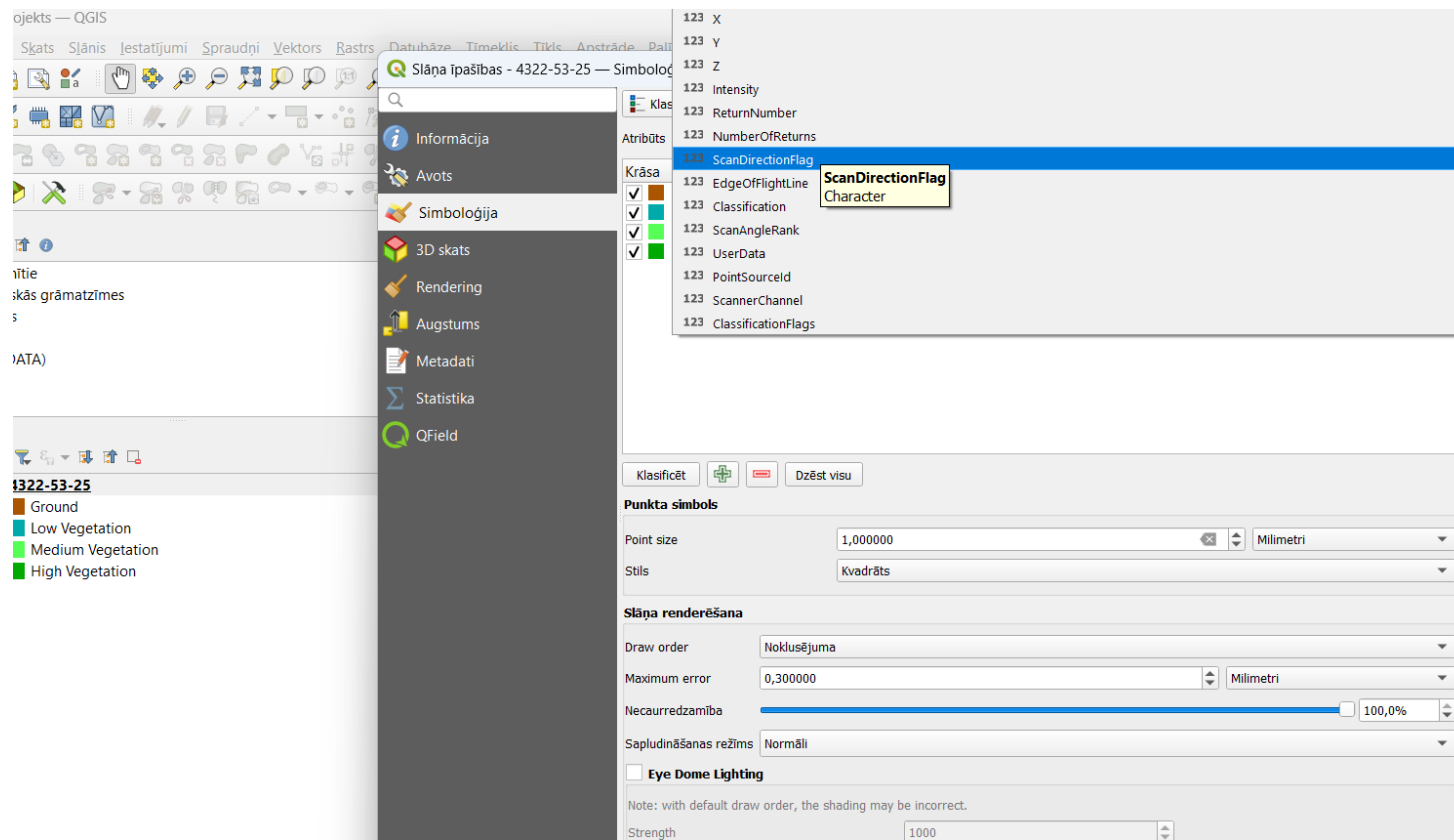 ojekts — QGIS
Skats Slānis Iestatījumi Spraudņi Vektors Rastrs Datubāze Tīmeklis Tīkls Apstrāde
Slāņa īpašības - 4322-53-25 —
Informācija
Avots
Simboloģija
3D skats
Rendering
Augstums
Metadati
Statistika
QField
Atribūts
Krāsa
123 X
123 Y
123 Z
123 Intensity
123 ReturnNumber
123 NumberOfReturns
123 ScanDirectionFlag
123 EdgeOfFlightLine
123 Classification
123 ScanAngleRank
123 UserData
123 PointSourceId
123 ScannerChannel
123 ClassificationFlags
ScanDirectionFlag
Character
skās grāmatzīmes
4322-53-25
Ground
Low Vegetation
Medium Vegetation
High Vegetation
Klasificēt Dzēst visu
Punkta simbols
Point size 1,000000 Milimetri
Stils Kvadrāts
Slāņa renderēšana
Draw order Noklusējuma
Maximum error 0,300000 Milimetri
Necaurredzamība 100,0%
Sapludināšanas režīms Normāli
Eye Dome Lighting
Note: with default draw order, the shading may be incorrect.
Strength 1000